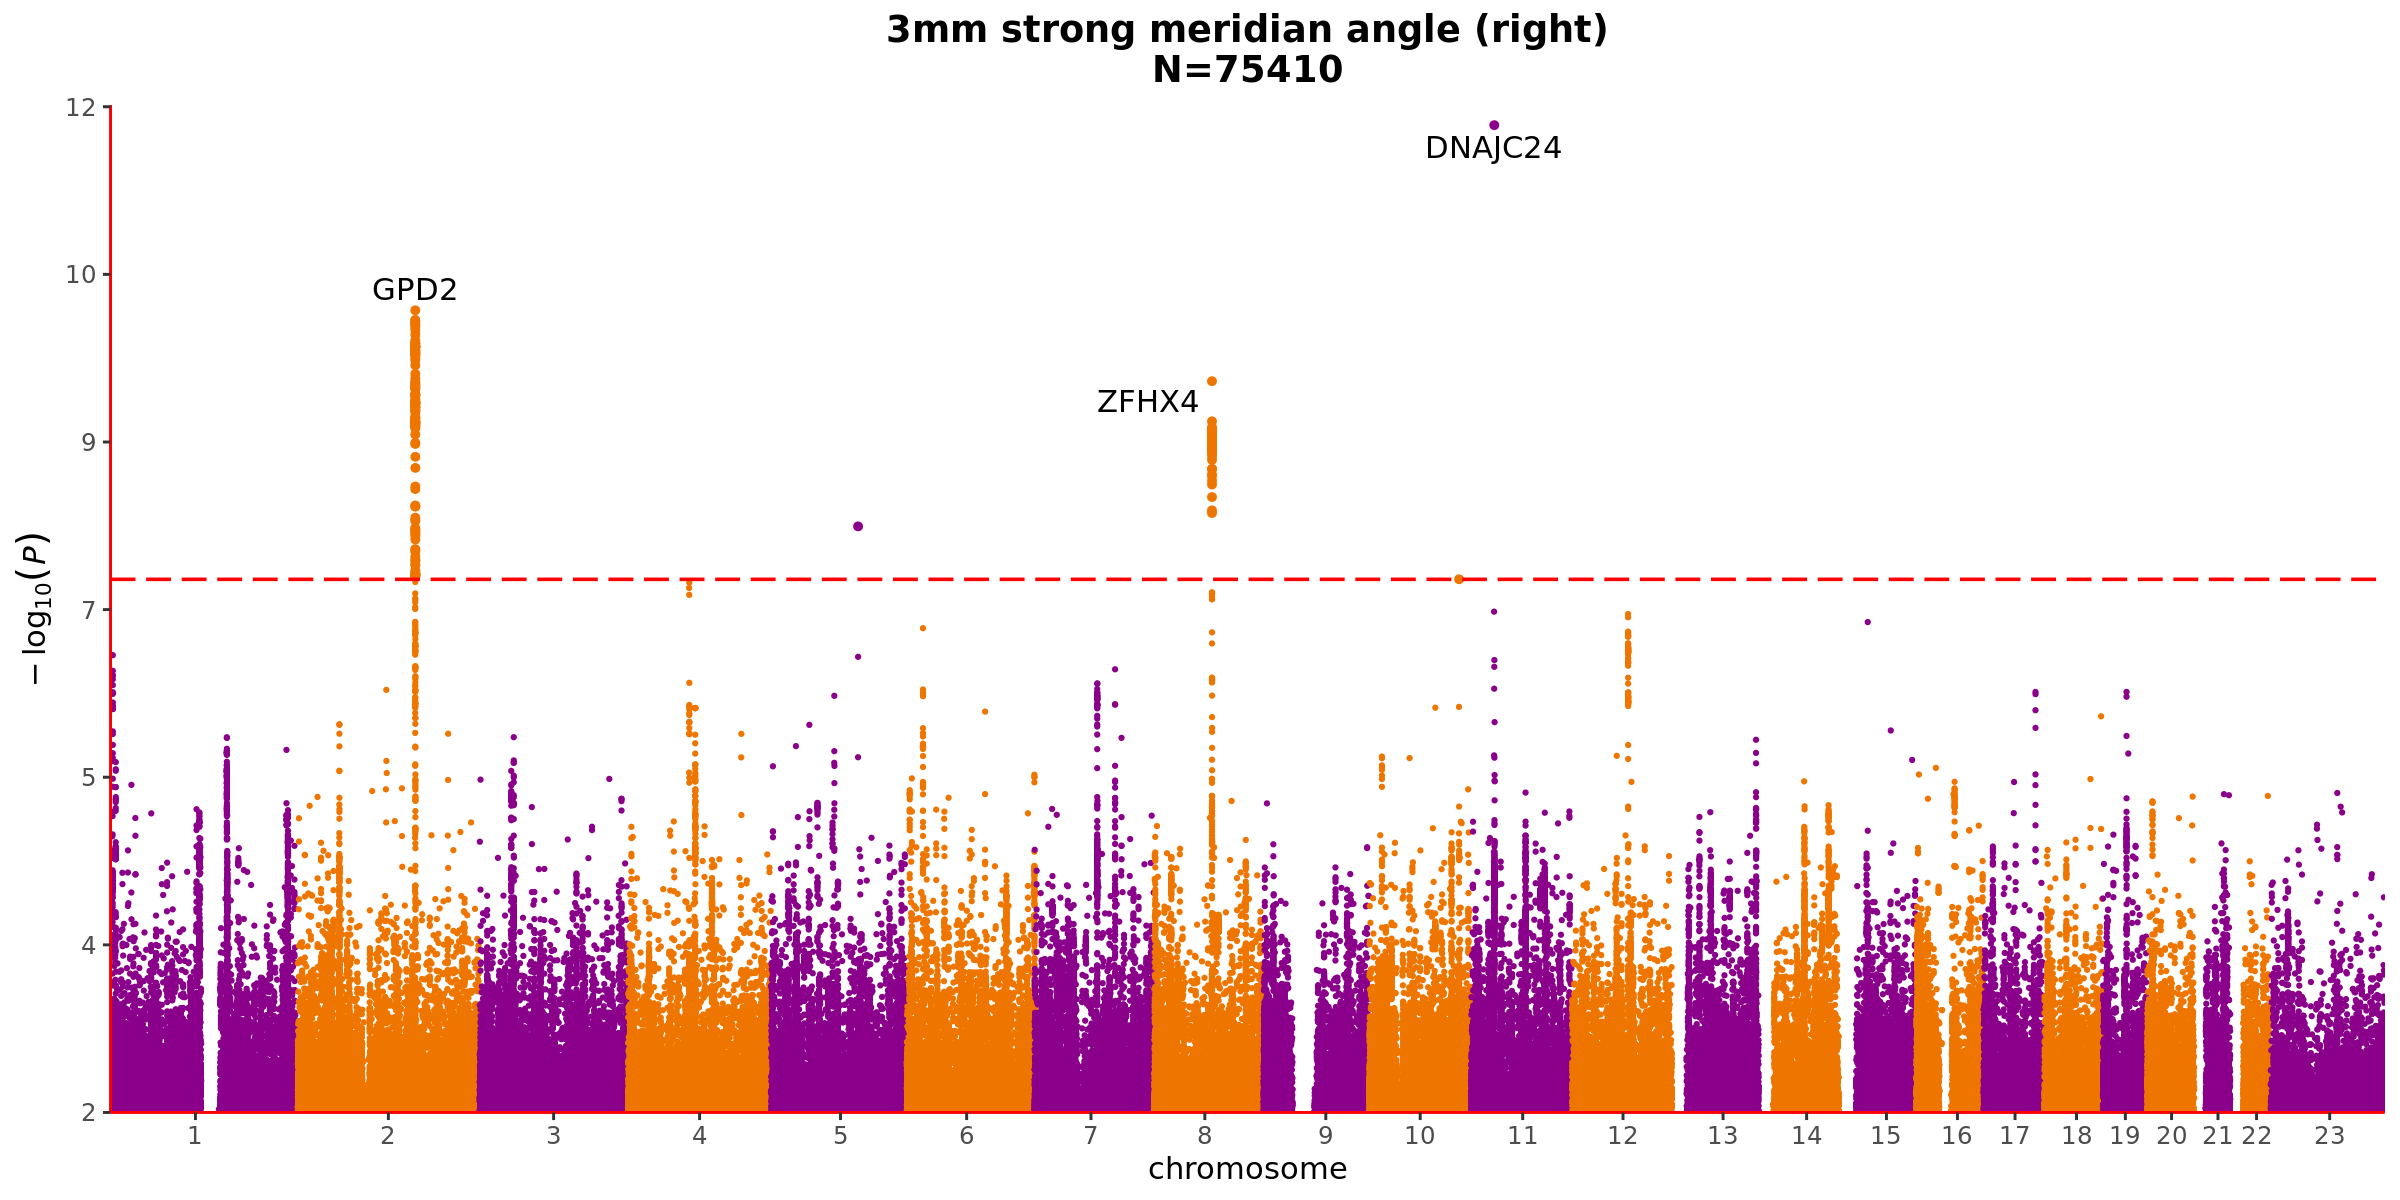 3mm strong meridian angle (right)
N=75410
12
DNAJC24
10
GPD2
ZFHX4
9
7
5
4
2
− log10(P)
1 2 3 4 5 6 7 8 9 10 11 12 13 14 15 16 17 18 19 20 21 22 23
chromosome